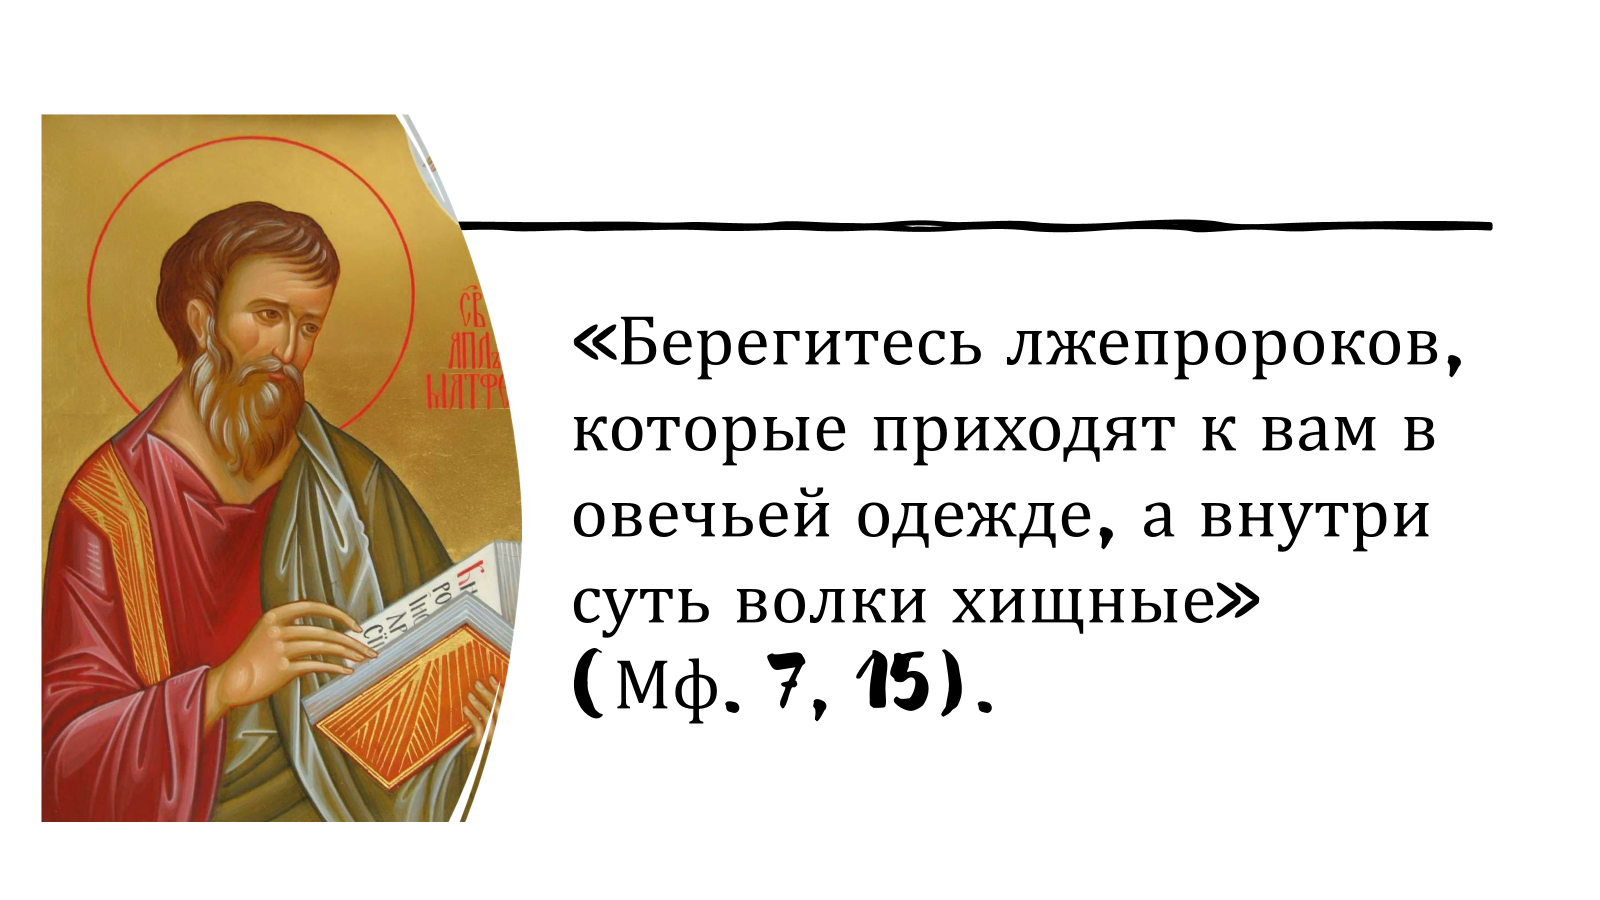 «Берегитесь лжепророков,
которые приходят к вам в
овечьей одежде, а внутри
суть волки хищные»
(Мф. 7, 15).